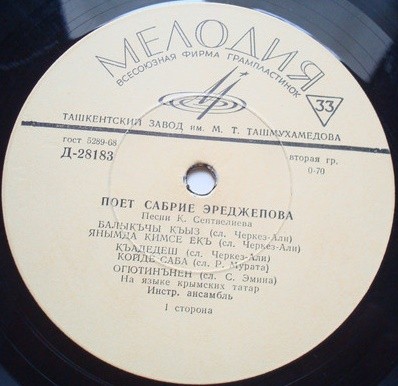 МЕЛОДИЯ
ВСЕСОЮЗНАЯ ФИРМА ГРАМПЛАСТИНОК
33
ТАШКЕНТСКИЙ ЗАВОД им. М. Т. ТАШМУХАМЕДОВА
гост 5289-68
Д-28183
вторая гр.
0-70
ПОЕТ САБРИЕ ЭРЕДЖЕПОВА
Песни К. Сеитвелиева
БАЛЫКЪЧЫ КЪЫЗ (сл. Черкез-Али)
ЯНЫМДА КИМСЕ ЕКЪ (сл. Черкез-Али)
КЪАДЕДЕШ (сл. Черкез-Али)
КОЙДЕ САБА (сл. Р. Мурата)
ОГЮТИНЪНЕН (сл. С. Эмина)
На языке крымских татар
Инстр. ансамбль
I сторона